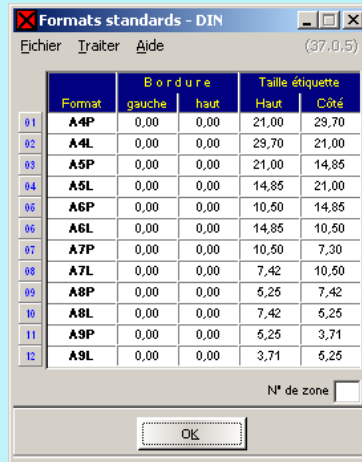 Formats standards - DIN
Fichier Traiter Aide (37.0,5)
Bordure Taille étiquette
Format gauche haut Haut Côté
01 A4P 0,00 0,00 21,00 29,70
02 A4L 0,00 0,00 29,70 21,00
03 A5P 0,00 0,00 21,00 14,85
04 A5L 0,00 0,00 14,85 21,00
05 A6P 0,00 0,00 10,50 14,85
06 A6L 0,00 0,00 14,85 10,50
07 A7P 0,00 0,00 10,50 7,30
08 A7L 0,00 0,00 7,42 10,50
09 A8P 0,00 0,00 5,25 7,42
10 A8L 0,00 0,00 7,42 5,25
11 A9P 0,00 0,00 5,25 3,71
12 A9L 0,00 0,00 3,71 5,25
N° de zone
OK